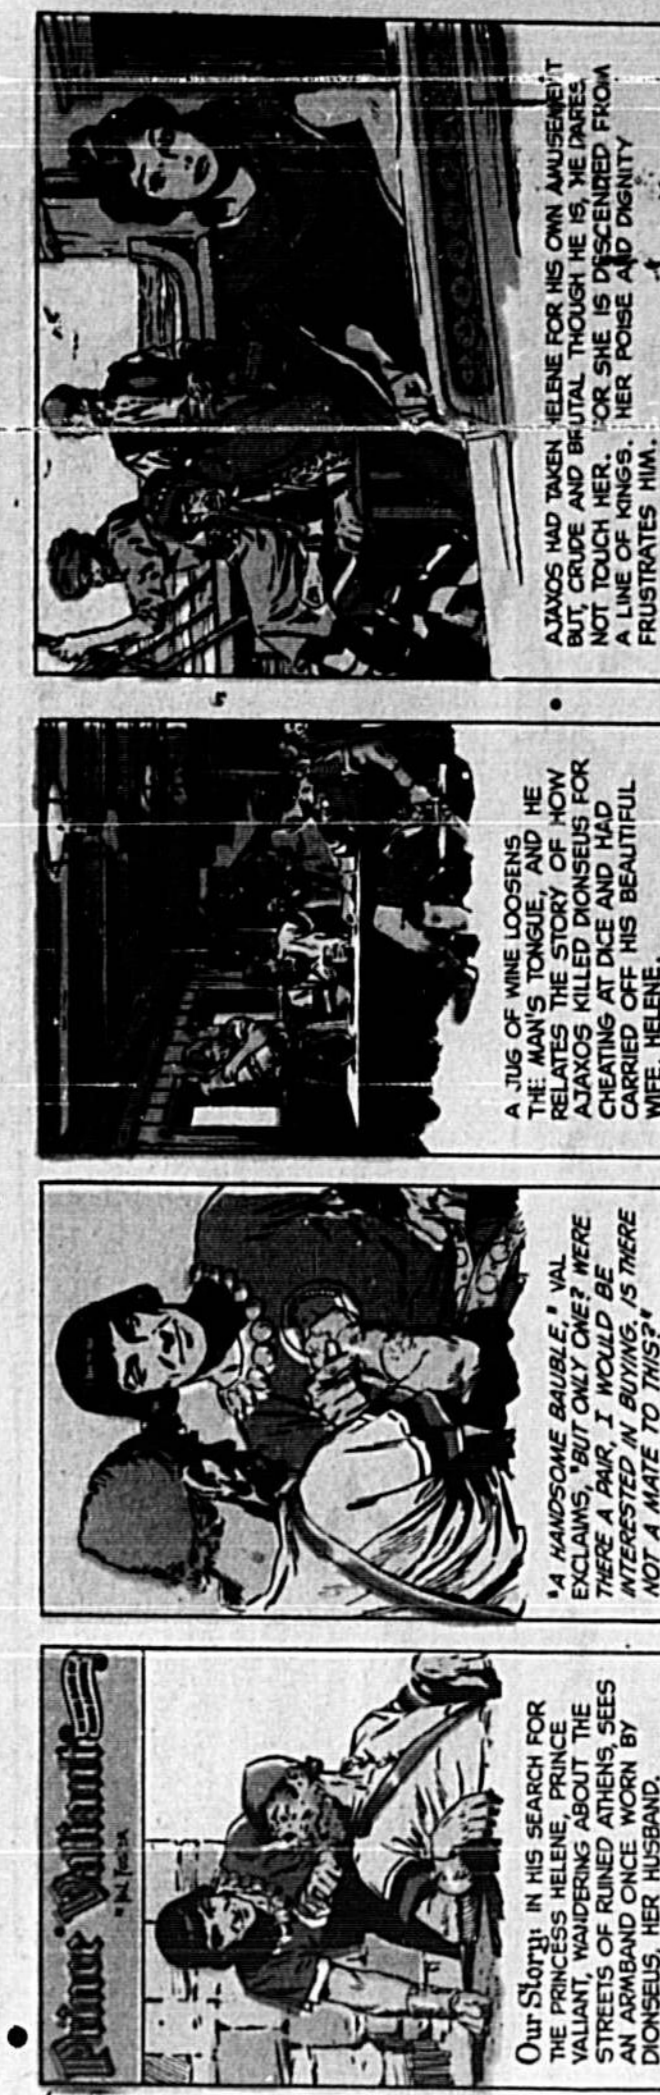 Prince Valiant
Our Story: IN HIS SEARCH FOR
THE PRINCESS HELENE, PRINCE
VALIANT, WANDERING ABOUT THE
STREETS OF RUINED ATHENS, SEES
AN ARMBAND ONCE WORN BY
DIONSEUS, HER HUSBAND.
"A HANDSOME BAUBLE," VAL
EXCLAIMS, "BUT ONLY ONE? WERE
THERE A PAIR, I WOULD BE
INTERESTED IN BUYING. IS THERE
NOT A MATE TO THIS?"
A JUG OF WINE LOOSENS
THE MAN'S TONGUE, AND HE
RELATES THE STORY OF HOW
AJAXOS KILLED DIONSEUS FOR
CHEATING AT DICE AND HAD
CARRIED OFF HIS BEAUTIFUL
WIFE, HELENE.
AJAXOS HAD TAKEN HELENE FOR HIS OWN AMUSEMENT
BUT, CRUDE AND BRUTAL THOUGH HE IS, HE DARES
NOT TOUCH HER. FOR SHE IS DESCENDED FROM
A LINE OF KINGS. HER POISE AND DIGNITY
FRUSTRATES HIM.